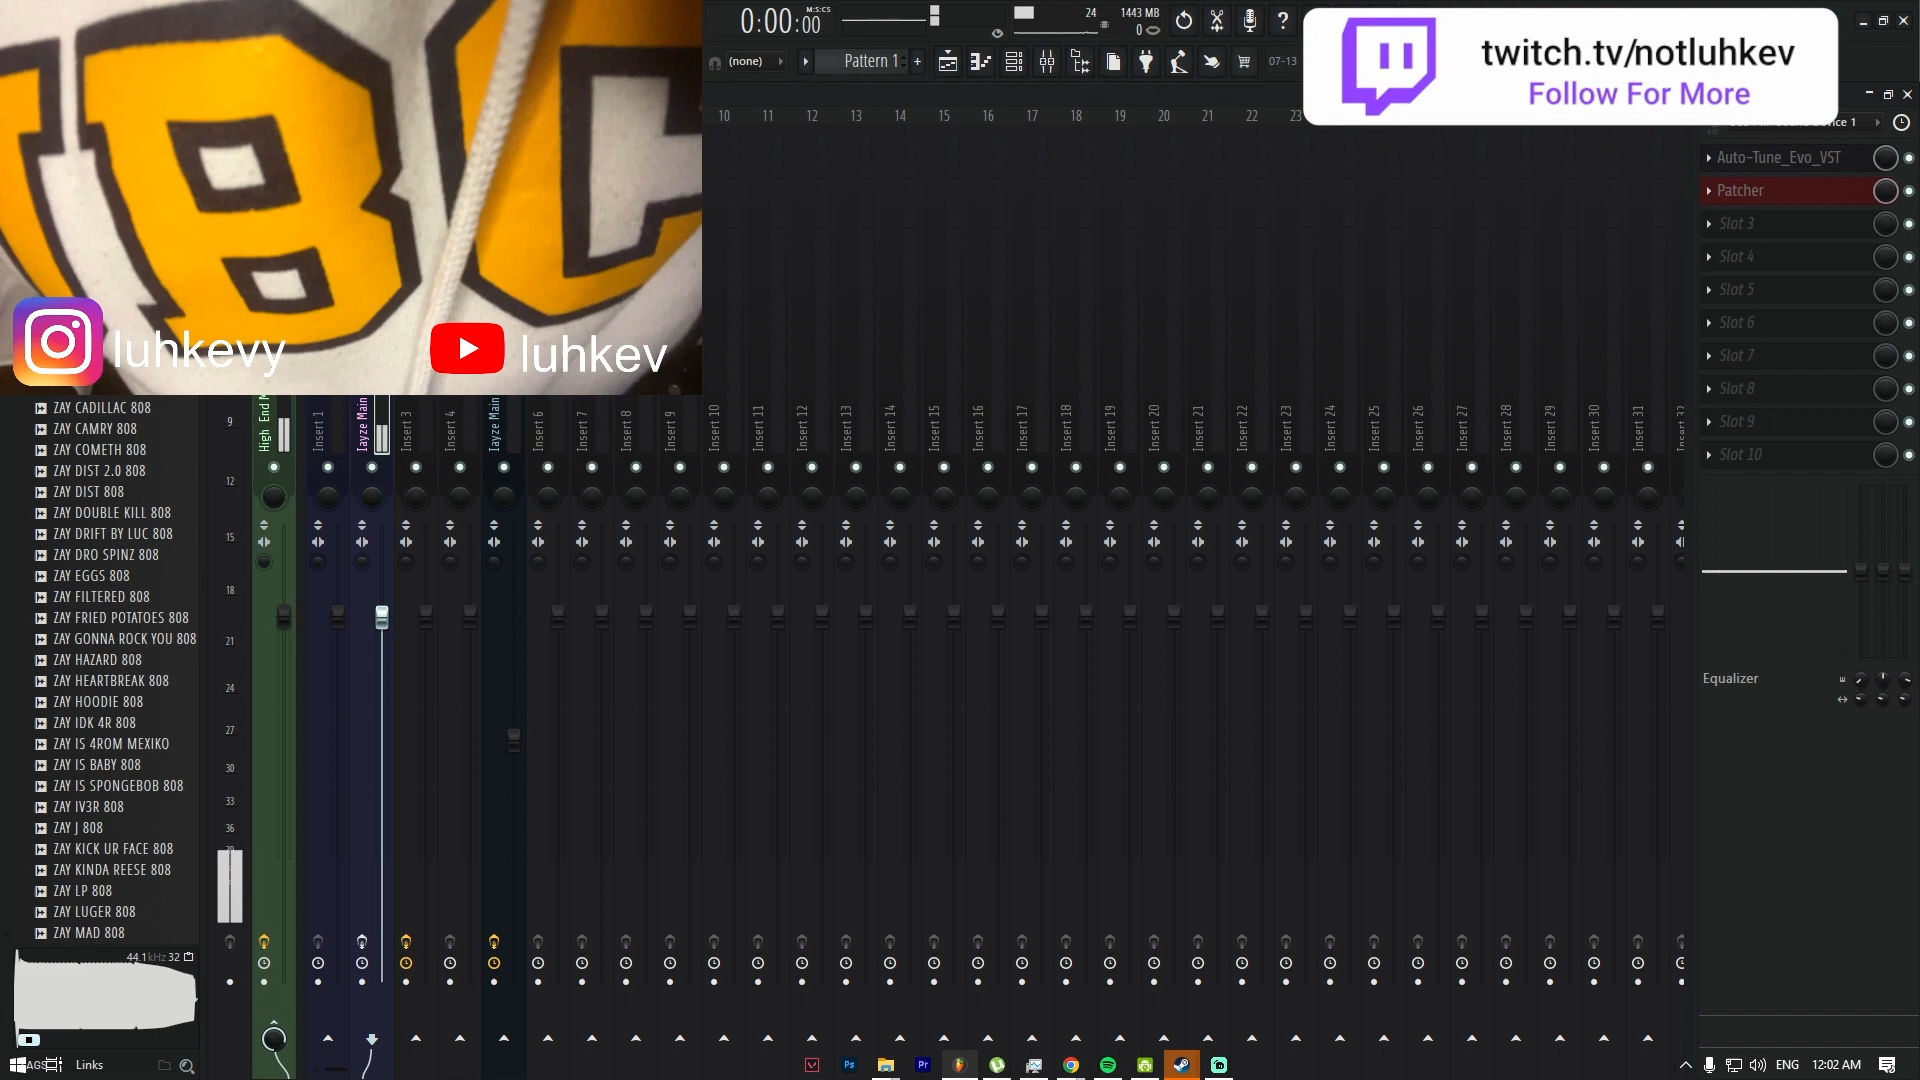 BC
luhkevy
luhkev
0:00:00
M:S:CS
24
1443 MB
0
(none)
Pattern 1
07-13
twitch.tv/notluhkev
Follow For More
10 11 12 13 14 15 16 17 18 19 20 21 22 23
Auto-Tune_Evo_VST
Patcher
Slot 3
Slot 4
Slot 5
Slot 6
Slot 7
Slot 8
Slot 9
Slot 10
Equalizer
ZAY CADILLAC 808
ZAY CAMRY 808
ZAY COMETH 808
ZAY DIST 2.0 808
ZAY DIST 808
ZAY DOUBLE KILL 808
ZAY DRIFT BY LUC 808
ZAY DRO SPINZ 808
ZAY EGGS 808
ZAY FILTERED 808
ZAY FRIED POTATOES 808
ZAY GONNA ROCK YOU 808
ZAY HAZARD 808
ZAY HEARTBREAK 808
ZAY HOODIE 808
ZAY IDK 4R 808
ZAY IS 4ROM MEXIKO
ZAY IS BABY 808
ZAY IS SPONGEBOB 808
ZAY IV3R 808
ZAY J 808
ZAY KICK UR FACE 808
ZAY KINDA REESE 808
ZAY LP 808
ZAY LUGER 808
ZAY MAD 808
9
12
15
18
21
24
27
30
33
36
High End
Insert 1
Tayze Main
Insert 3
Insert 4
Tayze Main
Insert 6
Insert 7
Insert 8
Insert 9
Insert 10
Insert 11
Insert 12
Insert 13
Insert 14
Insert 15
Insert 16
Insert 17
Insert 18
Insert 19
Insert 20
Insert 21
Insert 22
Insert 23
Insert 24
Insert 25
Insert 26
Insert 27
Insert 28
Insert 29
Insert 30
Insert 31
44.1kHz 32
Links
Ps
Pr
ENG
12:02 AM